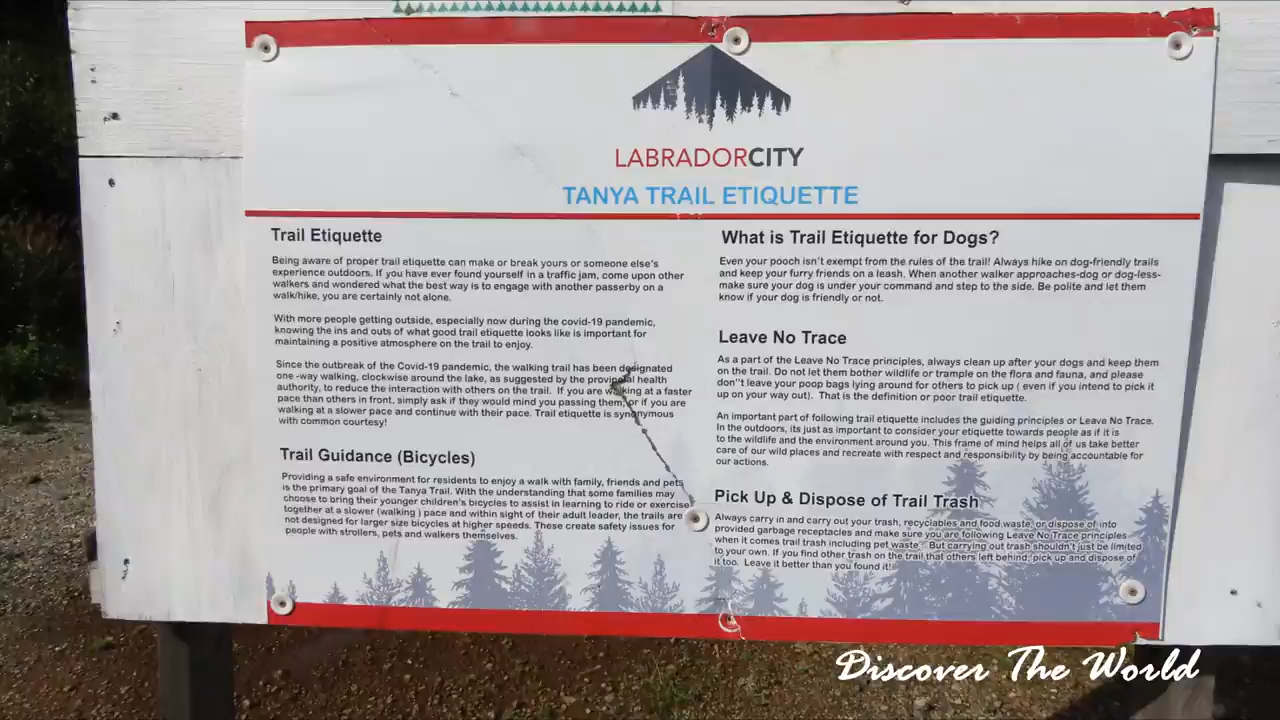 LABRADORCITY
TANYA TRAIL ETIQUETTE
Trail Etiquette
Being aware of proper trail etiquette can make or break yours or someone else's
experience outdoors. If you have ever found yourself in a traffic jam, come upon other
walkers and wondered what the best way is to engage with another passerby on a
walk/hike, you are certainly not alone.
With more people getting outside, especially now during the covid-19 pandemic,
knowing the ins and outs of what good trail etiquette looks like is important for
maintaining a positive atmosphere on the trail to enjoy.
Since the outbreak of the Covid-19 pandemic, the walking trail has been designated
one -way walking, clockwise around the lake, as suggested by the provincial health
authority, to reduce the interaction with others on the trail. If you are walking at a faster
pace than others in front, simply ask if they would mind you passing them, or if you are
walking at a slower pace and continue with their pace. Trail etiquette is synonymous
with common courtesy!
Trail Guidance (Bicycles)
Providing a safe environment for residents to enjoy a walk with family, friends and pets
is the primary goal of the Tanya Trail. With the understanding that some families may
choose to bring their younger children's bicycles to assist in learning to ride or exercise
together at a slower (walking ) pace and within sight of their adult leader, the trails are
not designed for larger size bicycles at higher speeds. These create safety issues for
people with strollers, pets and walkers themselves.
What is Trail Etiquette for Dogs?
Even your pooch isn't exempt from the rules of the trail! Always hike on dog-friendly trails
and keep your furry friends on a leash. When another walker approaches-dog or dog-less-
make sure your dog is under your command and step to the side. Be polite and let them
know if your dog is friendly or not.
Leave No Trace
As a part of the Leave No Trace principles, always clean up after your dogs and keep them
on the trail. Do not let them bother wildlife or trample on the flora and fauna, and please
don''t leave your poop bags lying around for others to pick up ( even if you intend to pick it
up on your way out). That is the definition or poor trail etiquette.
An important part of following trail etiquette includes the guiding principles or Leave No Trace.
In the outdoors, its just as important to consider your etiquette towards people as if it is
to the wildlife and the environment around you. This frame of mind helps all of us take better
care of our wild places and recreate with respect and responsibility by being accountable for
our actions.
Pick Up & Dispose of Trail Trash
Always carry in and carry out your trash, recyclables and food waste, or dispose of into
provided garbage receptacles and make sure you are following Leave No Trace principles
when it comes trail trash including pet waste. But carrying out trash shouldn't just be limited
to your own. If you find other trash on the trail that others left behind, pick up and dispose of
it too. Leave it better than you found it!
Discover The World